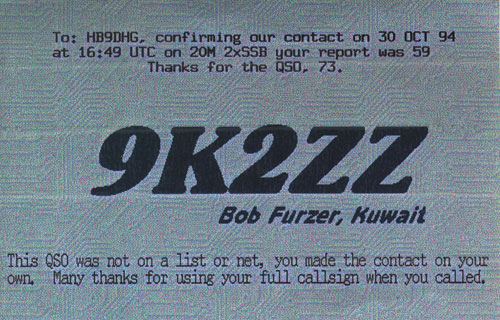 To: HB9DHG, confirming our contact on 30 OCT 94
at 16:49 UTC on 20M 2xSSB your report was 59
Thanks for the QSO, 73.
9K2ZZ
Bob Furzer, Kuwait
This QSO was not on a list or net, you made the contact on your
own. Many thanks for using your full callsign when you called.